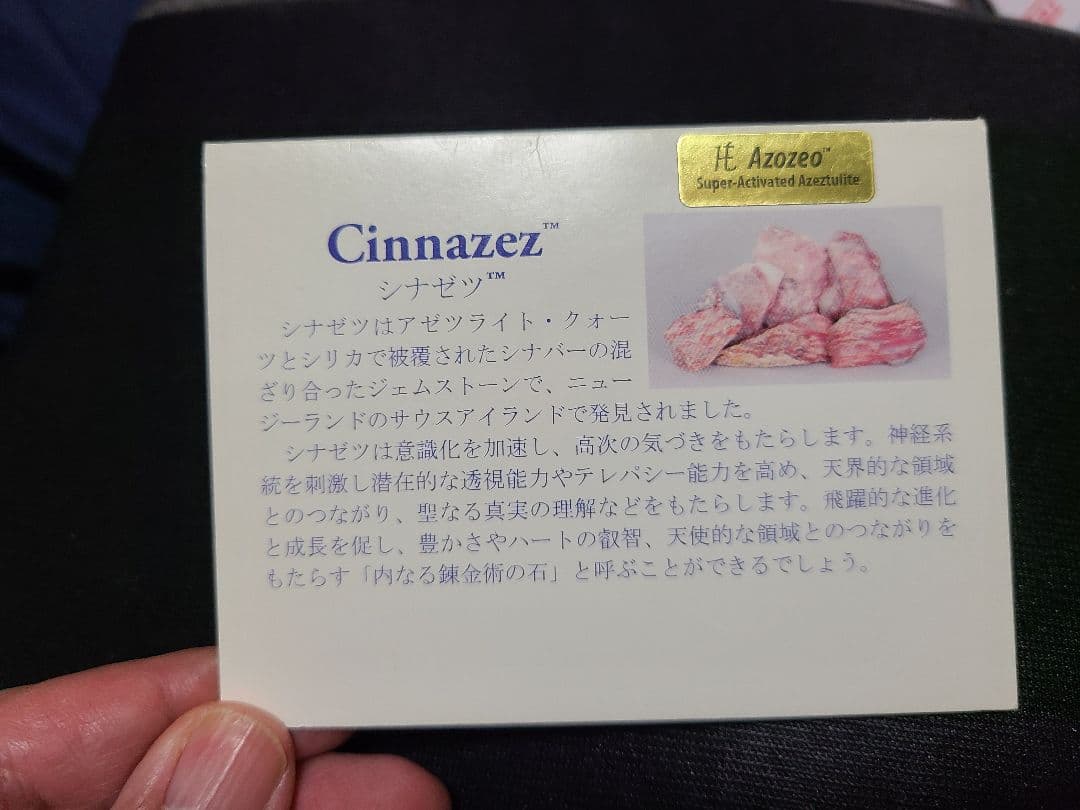 Azozeo™
Super-Activated Azeztulite
Cinnazez™
シナゼツ™
シナゼツはアゼツライト・クォー
ツとシリカで被覆されたシナバーの混
ざり合ったジェムストーンで、ニュー
ジーランドのサウスアイランドで発見されました。
シナゼツは意識化を加速し、高次の気づきをもたらします。神経系
統を刺激し潜在的な透視能力やテレパシー能力を高め、天界的な領域
とのつながり、聖なる真実の理解などをもたらします。飛躍的な進化
と成長を促し、豊かさやハートの叡智、天使的な領域とのつながりを
もたらす「内なる錬金術の石」と呼ぶことができるでしょう。